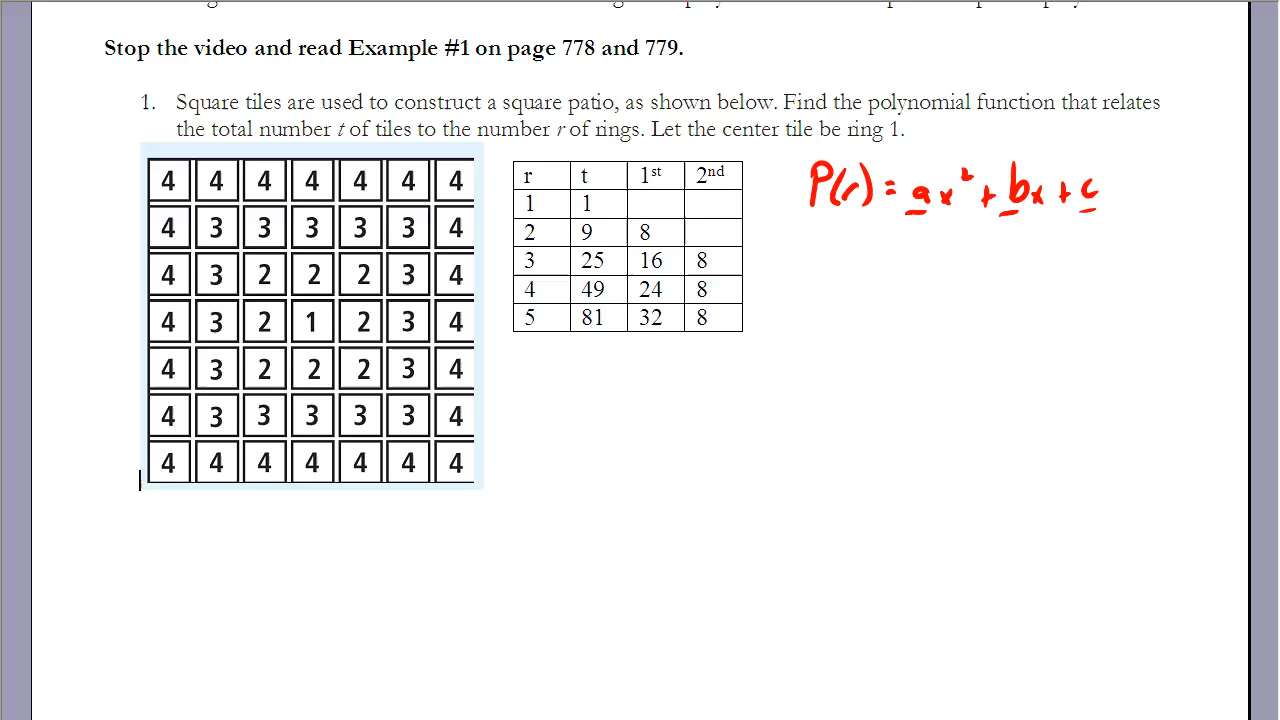 Stop the video and read Example #1 on page 778 and 779.
1. Square tiles are used to construct a square patio, as shown below. Find the polynomial function that relates
the total number t of tiles to the number r of rings. Let the center tile be ring 1.
4 4 4 4 4 4 4
4 3 3 3 3 3 4
4 3 2 2 2 3 4
4 3 2 1 2 3 4
4 3 2 2 2 3 4
4 3 3 3 3 3 4
4 4 4 4 4 4 4
r t 1st 2nd
1 1
2 9 8
3 25 16 8
4 49 24 8
5 81 32 8
P(r) = ax² + bx + c